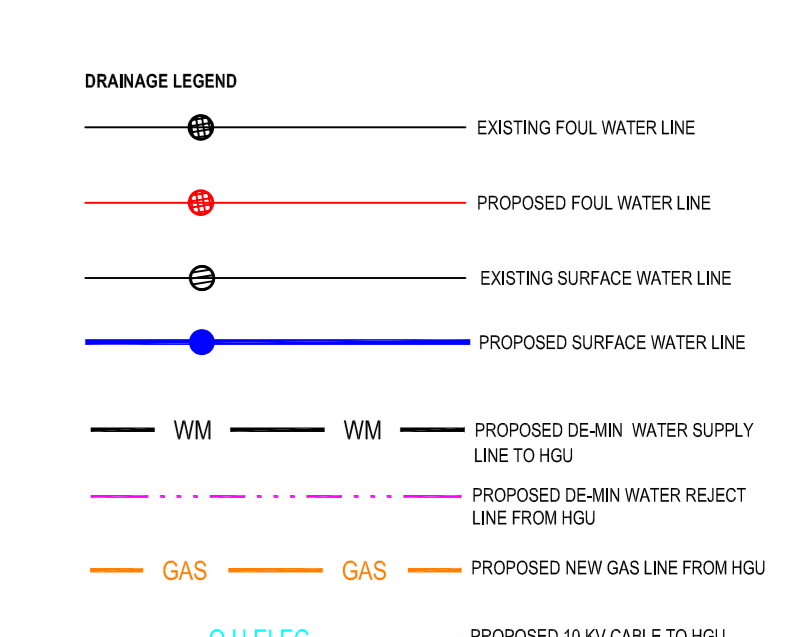 DRAINAGE LEGEND
EXISTING FOUL WATER LINE
PROPOSED FOUL WATER LINE
EXISTING SURFACE WATER LINE
PROPOSED SURFACE WATER LINE
WM WM PROPOSED DE-MIN WATER SUPPLY
LINE TO HGU
PROPOSED DE-MIN WATER REJECT
LINE FROM HGU
GAS GAS PROPOSED NEW GAS LINE FROM HGU
O.H.ELEC PROPOSED 10 KV CABLE TO HGU